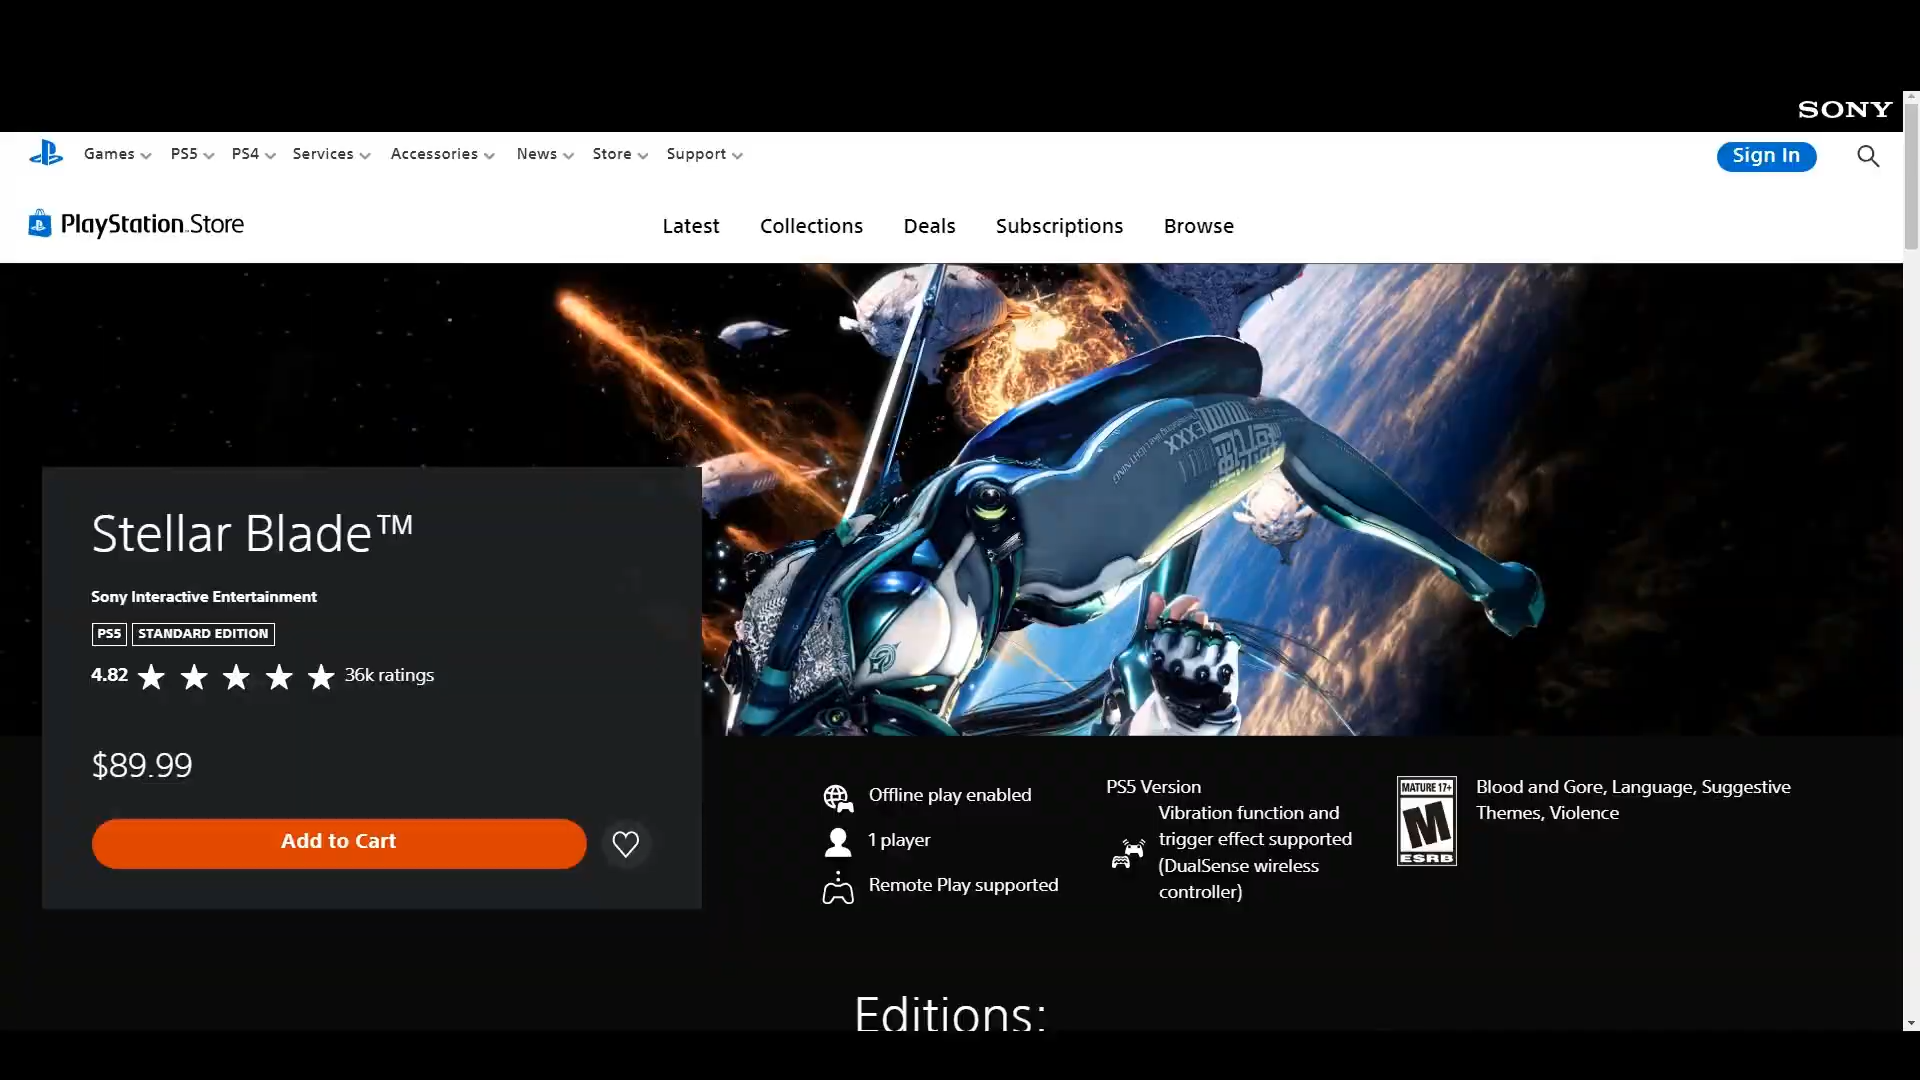 SONY
Games PS5 PS4 Services Accessories News Store Support
Sign In
PlayStation Store
Latest Collections Deals Subscriptions Browse
Stellar Blade™
Sony Interactive Entertainment
PS5 STANDARD EDITION
4.82 36k ratings
$89.99
Add to Cart
Offline play enabled
1 player
Remote Play supported
PS5 Version
Vibration function and
trigger effect supported
(DualSense wireless
controller)
MATURE 17+
M
ESRB
Blood and Gore, Language, Suggestive
Themes, Violence
Editions: